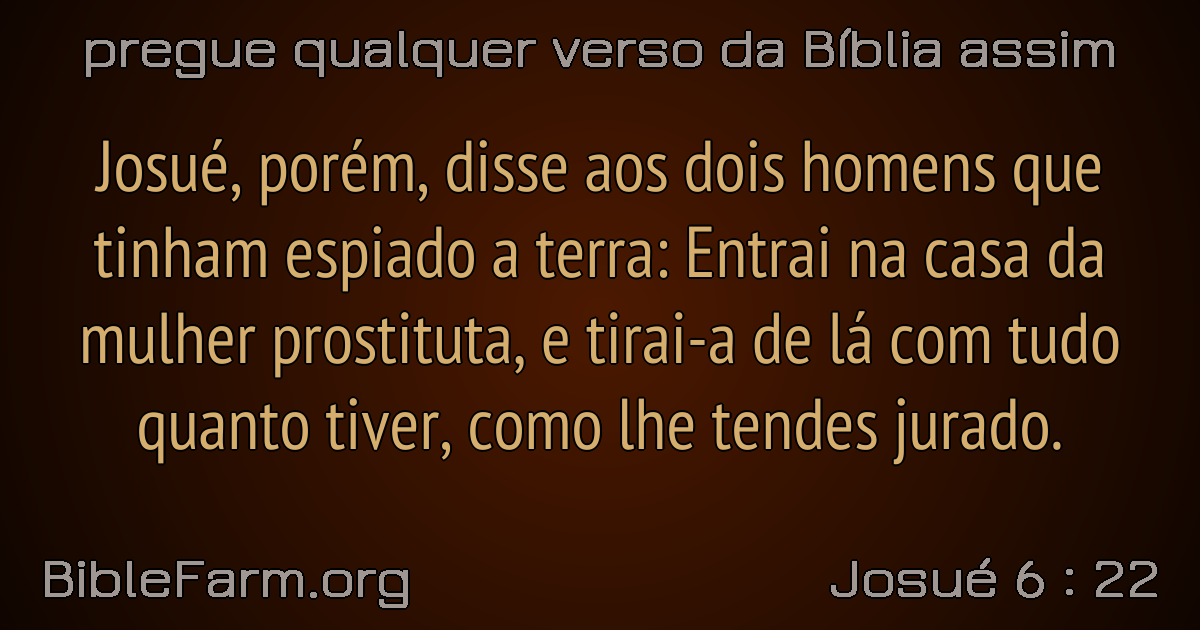 pregue qualquer verso da Bíblia assim
Josué, porém, disse aos dois homens que
tinham espiado a terra: Entrai na casa da
mulher prostituta, e tirai-a de lá com tudo
quanto tiver, como lhe tendes jurado.
BibleFarm.org
Josué 6 : 22